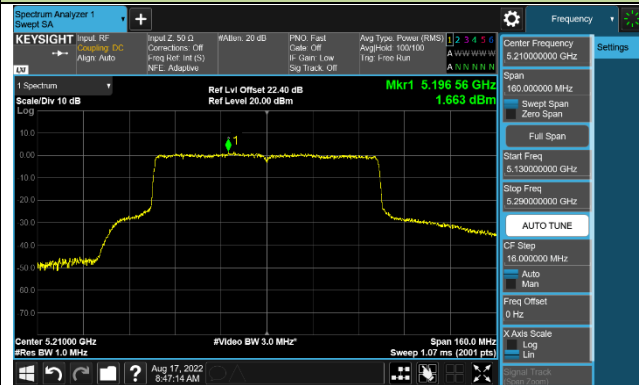 Spectrum Analyzer 1
Swept SA
Frequency
KEYSIGHT
Input: RF
Coupling: DC
Align: Auto
Input Z: 50 Ω
Corrections: Off
Freq Ref: Int (S)
NFE: Adaptive
#Atten: 20 dB
PNO: Fast
Gate: Off
IF Gain: Low
Sig Track: Off
Avg Type: Power (RMS)
Avg|Hold: 100/100
Trig: Free Run
1 2 3 4 5 6
A W W W W W
A N N N N N
LXI
1 Spectrum
Scale/Div 10 dB
Ref Lvl Offset 22.40 dB
Ref Level 20.00 dBm
Mkr1 5.196 56 GHz
1.663 dBm
Log
10.0
0.00
-10.0
-20.0
-30.0
-40.0
-50.0
-60.0
-70.0
1
Center 5.21000 GHz
#Res BW 1.0 MHz
#Video BW 3.0 MHz*
Span 160.0 MHz
Sweep 1.07 ms (2001 pts)
Aug 17, 2022
8:47:14 AM
Center Frequency
5.210000000 GHz
Settings
Span
160.000000 MHz
Swept Span
Zero Span
Full Span
Start Freq
5.130000000 GHz
Stop Freq
5.290000000 GHz
AUTO TUNE
CF Step
16.000000 MHz
Auto
Man
Freq Offset
0 Hz
X Axis Scale
Log
Lin
Signal Track
(Span Zoom)